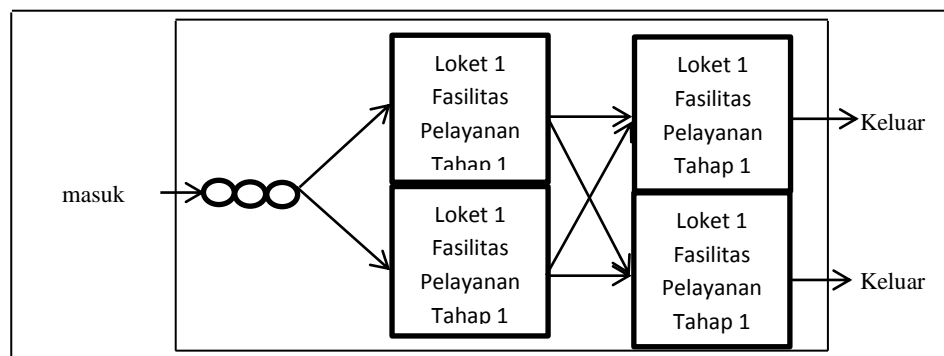 masuk
Loket 1
Fasilitas
Pelayanan
Tahap 1
Loket 1
Fasilitas
Pelayanan
Tahap 1
Loket 1
Fasilitas
Pelayanan
Tahap 1
Loket 1
Fasilitas
Pelayanan
Tahap 1
Keluar
Keluar